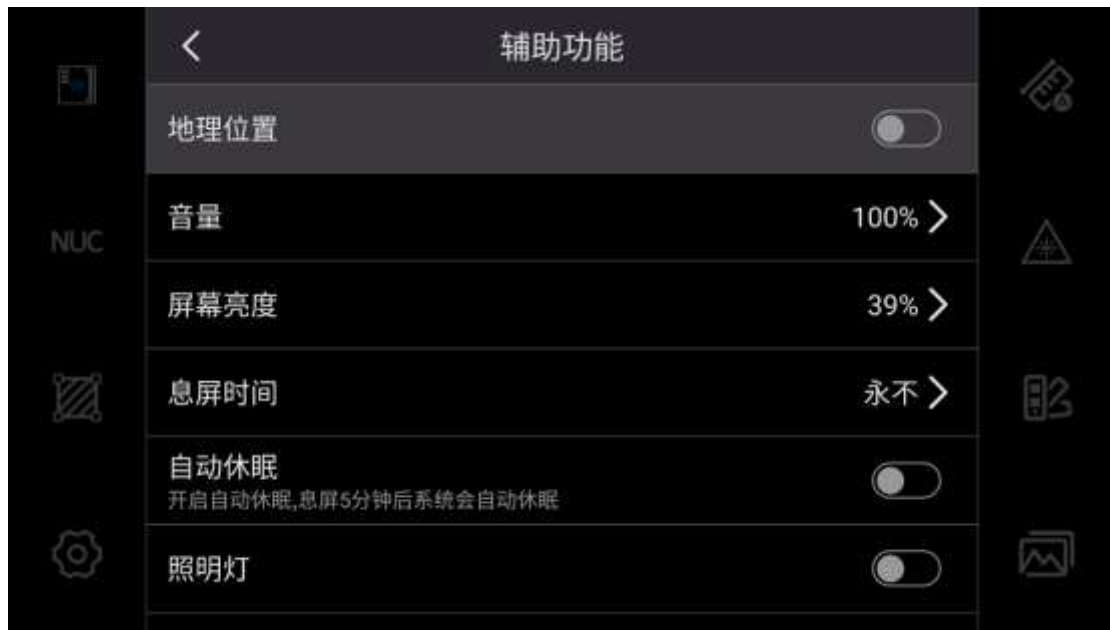 辅助功能
地理位置
音量
100%
NUC
屏幕亮度
39%
息屏时间
永不
自动休眠
开启自动休眠,息屏5分钟后系统会自动休眠
照明灯